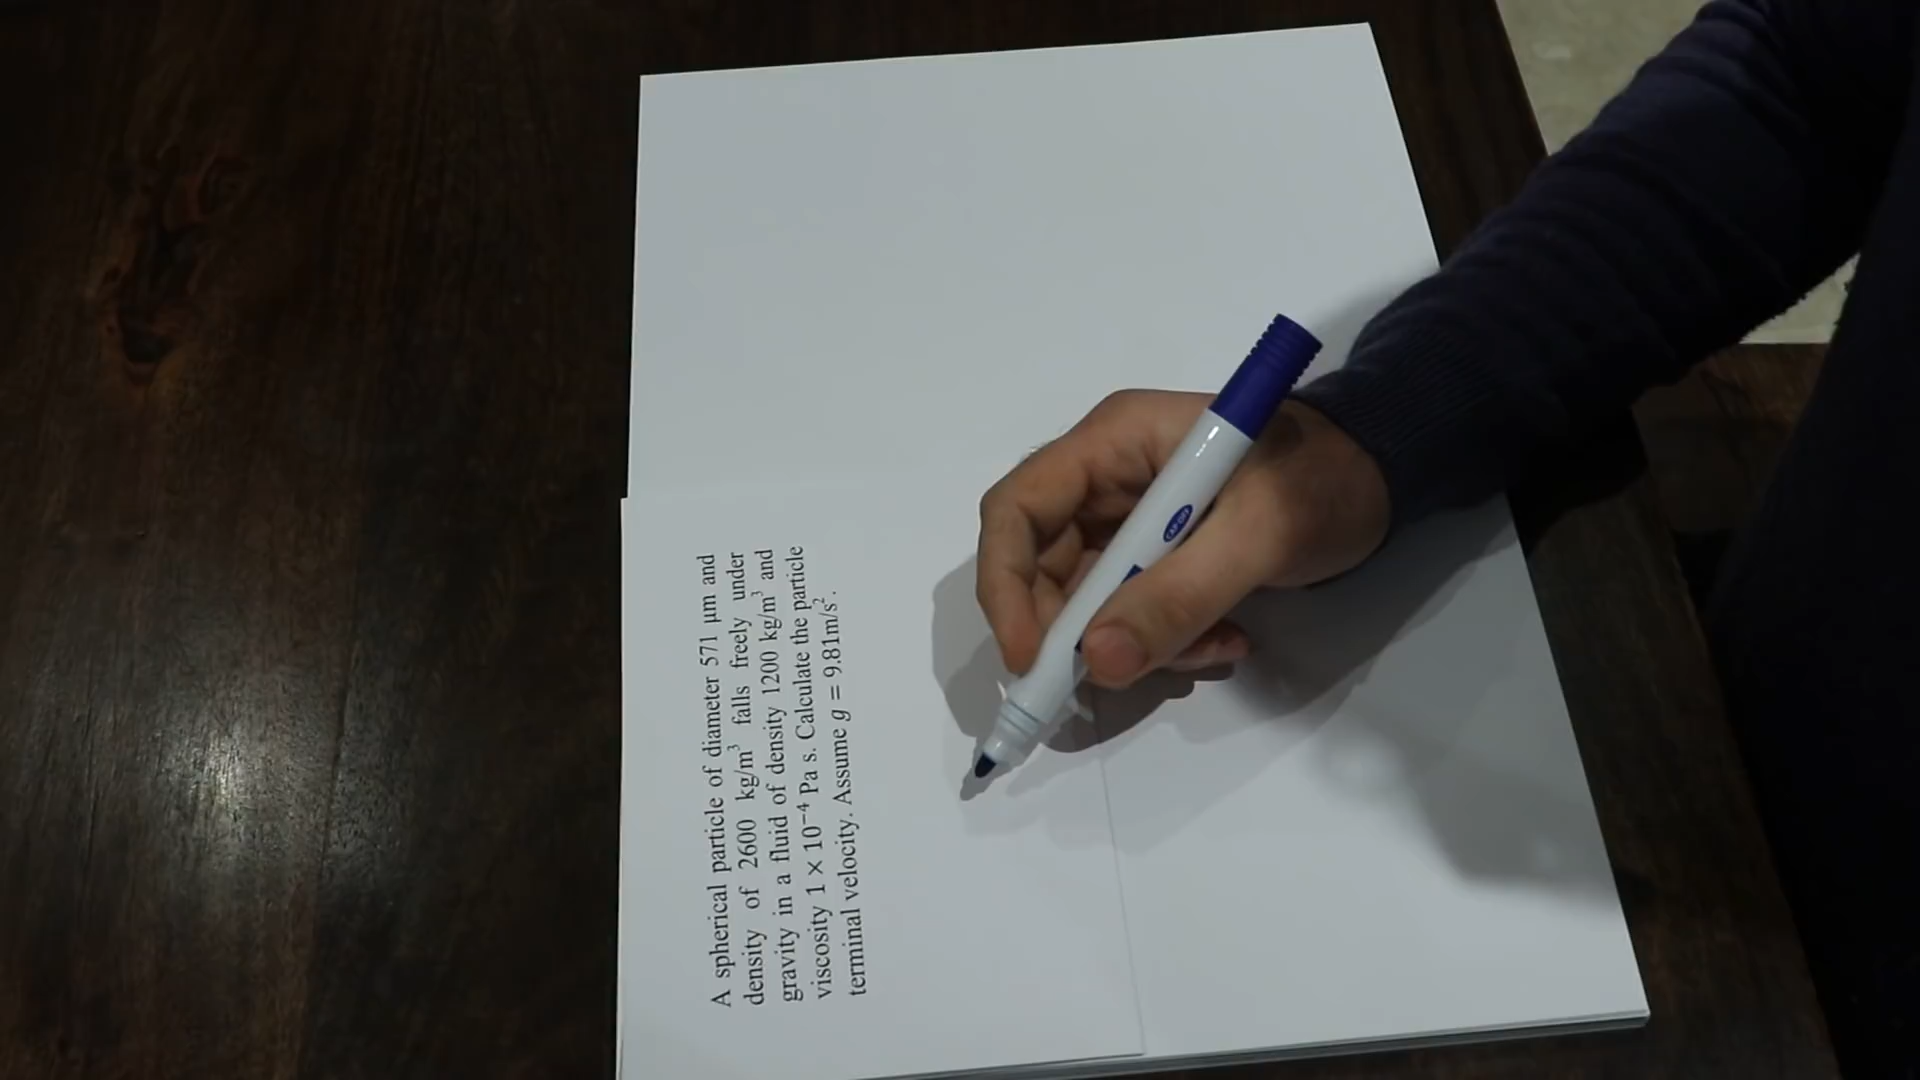 A spherical particle of diameter 571 μm and
density of 2600 kg/m³ falls freely under
gravity in a fluid of density 1200 kg/m³ and
viscosity 1 × 10⁻⁴ Pa s. Calculate the particle
terminal velocity. Assume g = 9.81m/s².
CAP OFF